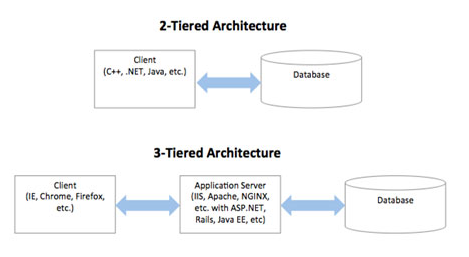 2-Tiered Architecture
Client
(C++, .NET, Java, etc.)
Database
3-Tiered Architecture
Client
(IE, Chrome, Firefox,
etc.)
Application Server
(IIS, Apache, NGINX,
etc. with ASP.NET,
Rails, Java EE, etc)
Database